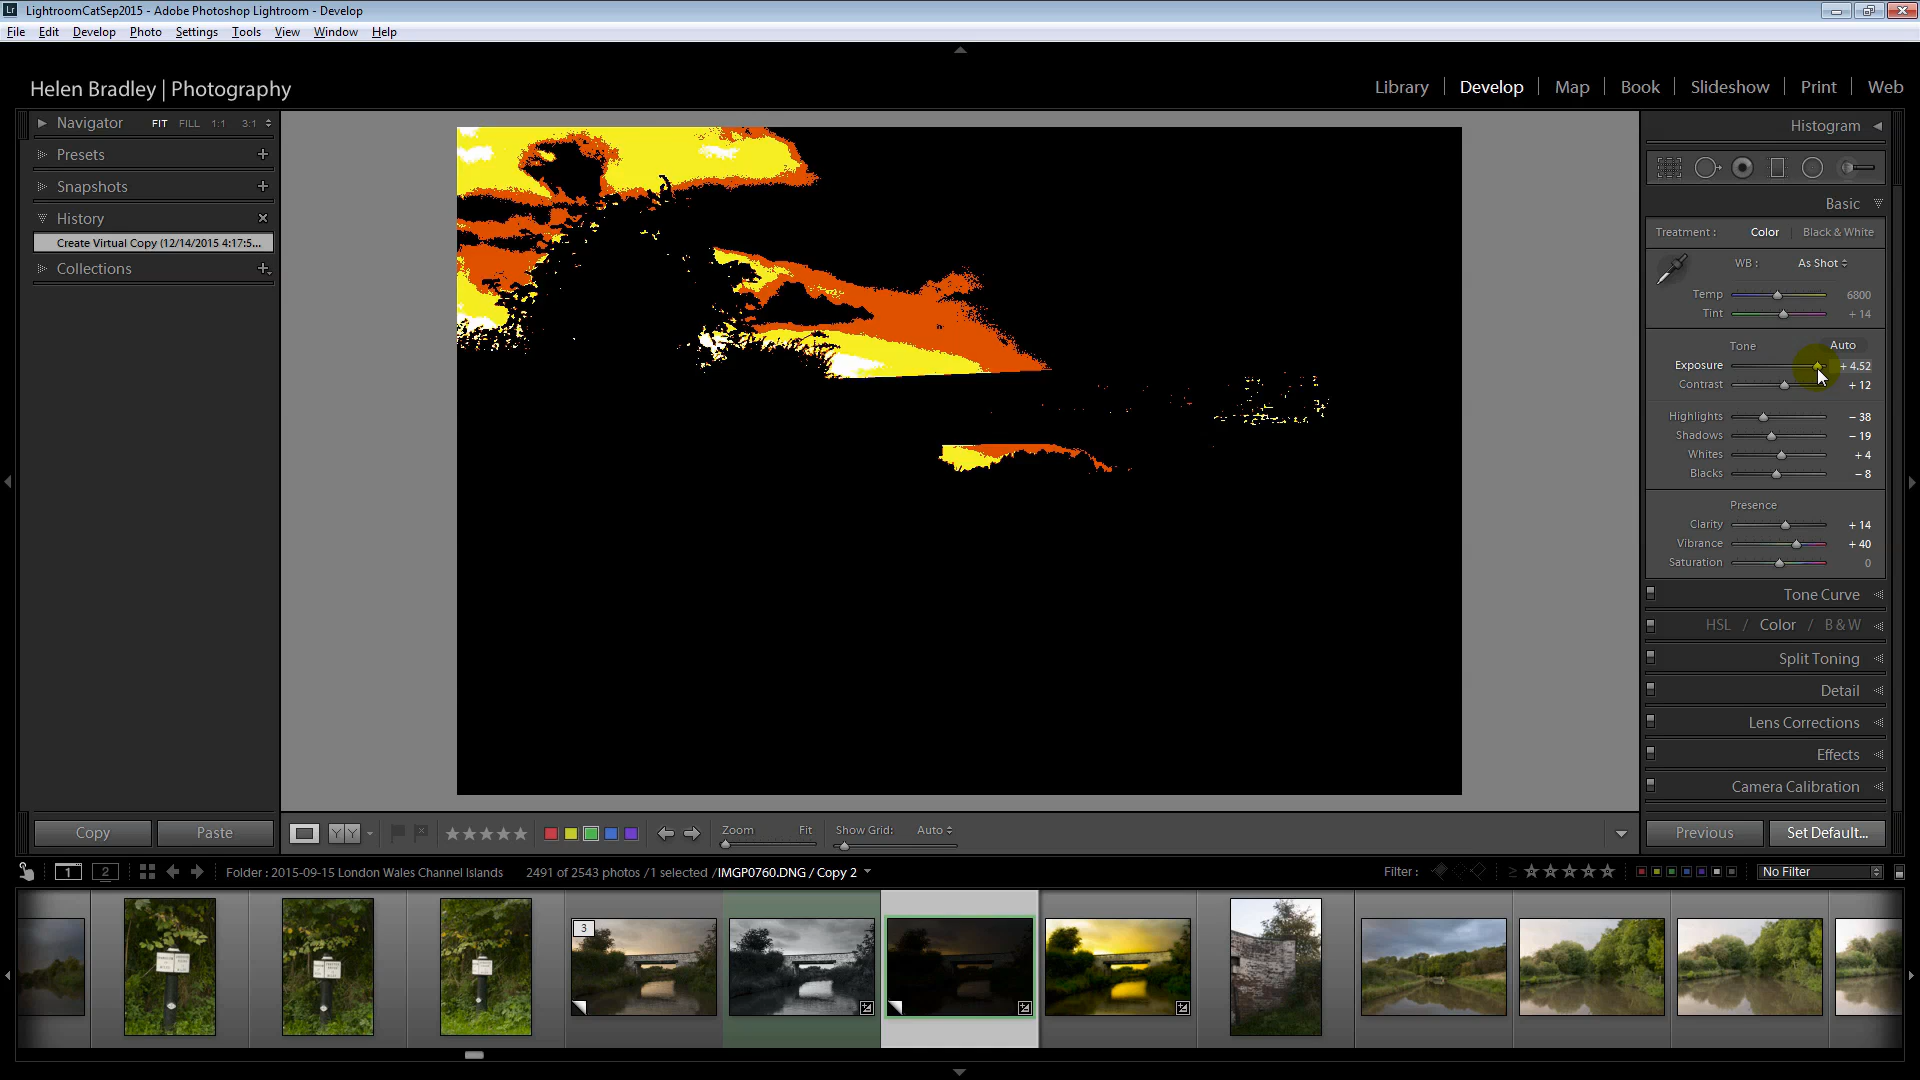 LightroomCatSep2015 - Adobe Photoshop Lightroom - Develop
File Edit Develop Photo Settings Tools View Window Help
Helen Bradley | Photography
Library Develop Map Book Slideshow Print Web
Navigator FIT FILL 1:1 3:1
Presets
Snapshots
History
Create Virtual Copy (12/14/2015 4:17:5...
Collections
Histogram
Basic
Treatment : Color Black & White
WB : As Shot
Temp 6800
Tint + 14
Tone Auto
Exposure + 4.52
Contrast + 12
Highlights − 38
Shadows − 19
Whites + 4
Blacks − 8
Presence
Clarity + 14
Vibrance + 40
Saturation 0
Tone Curve
HSL / Color / B & W
Split Toning
Detail
Lens Corrections
Effects
Camera Calibration
Copy Paste
Y Y
Zoom Fit Show Grid: Auto
Previous Set Default...
1 2 Folder : 2015-09-15 London Wales Channel Islands 2491 of 2543 photos /1 selected /IMGP0760.DNG / Copy 2
Filter : No Filter
3